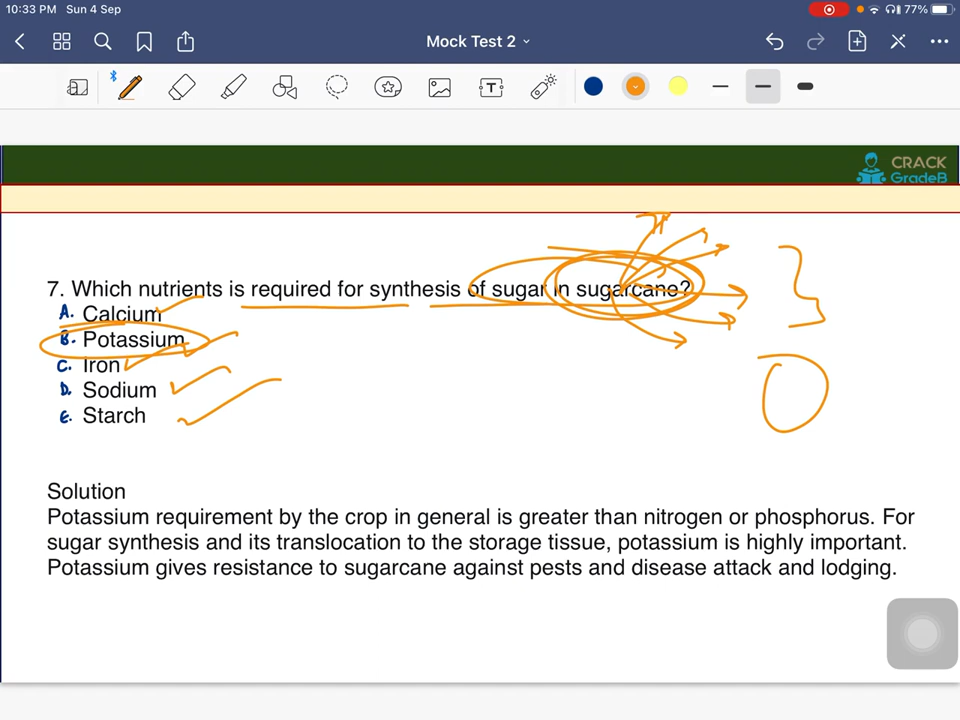 10:33 PM Sun 4 Sep
77%
Mock Test 2
T
CRACK
GradeB
7. Which nutrients is required for synthesis of sugar in sugarcane?
A. Calcium
B. Potassium
C. Iron
D. Sodium
E. Starch
Solution
Potassium requirement by the crop in general is greater than nitrogen or phosphorus. For
sugar synthesis and its translocation to the storage tissue, potassium is highly important.
Potassium gives resistance to sugarcane against pests and disease attack and lodging.